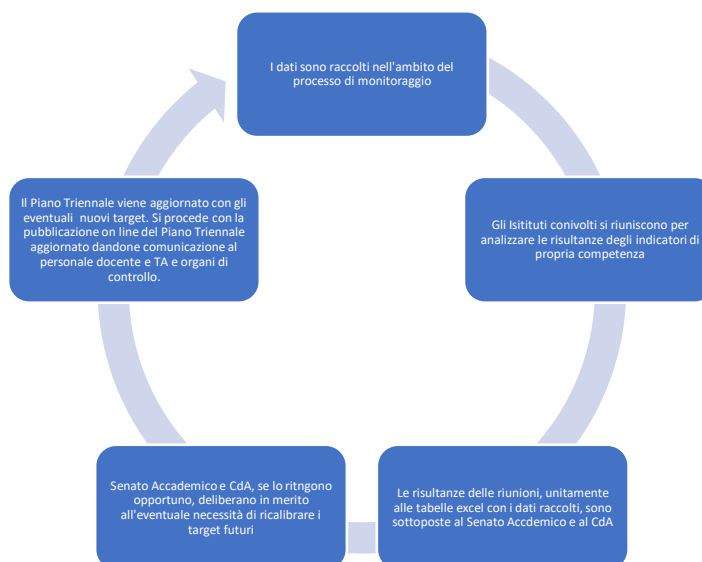 I dati sono raccolti nell'ambito del
processo di monitoraggio
Gli Isitituti conivolti si riuniscono per
analizzare le risultanze degli indicatori di
propria competenza
Le risultanze delle riunioni, unitamente
alle tabelle excel con i dati raccolti, sono
sottoposte al Senato Accdemico e al CdA
Senato Accademico e CdA, se lo ritngono
opportuno, deliberano in merito
all'eventuale necessità di ricalibrare i
target futuri
Il Piano Triennale viene aggiornato con gli
eventuali nuovi target. Si procede con la
pubblicazione on line del Piano Triennale
aggiornato dandone comunicazione al
personale docente e TA e organi di
controllo.